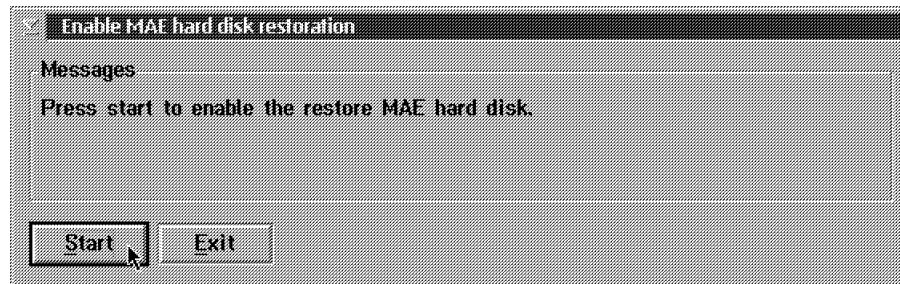 Enable MAE hard disk restoration
Messages
Press start to enable the restore MAE hard disk.
Start Exit